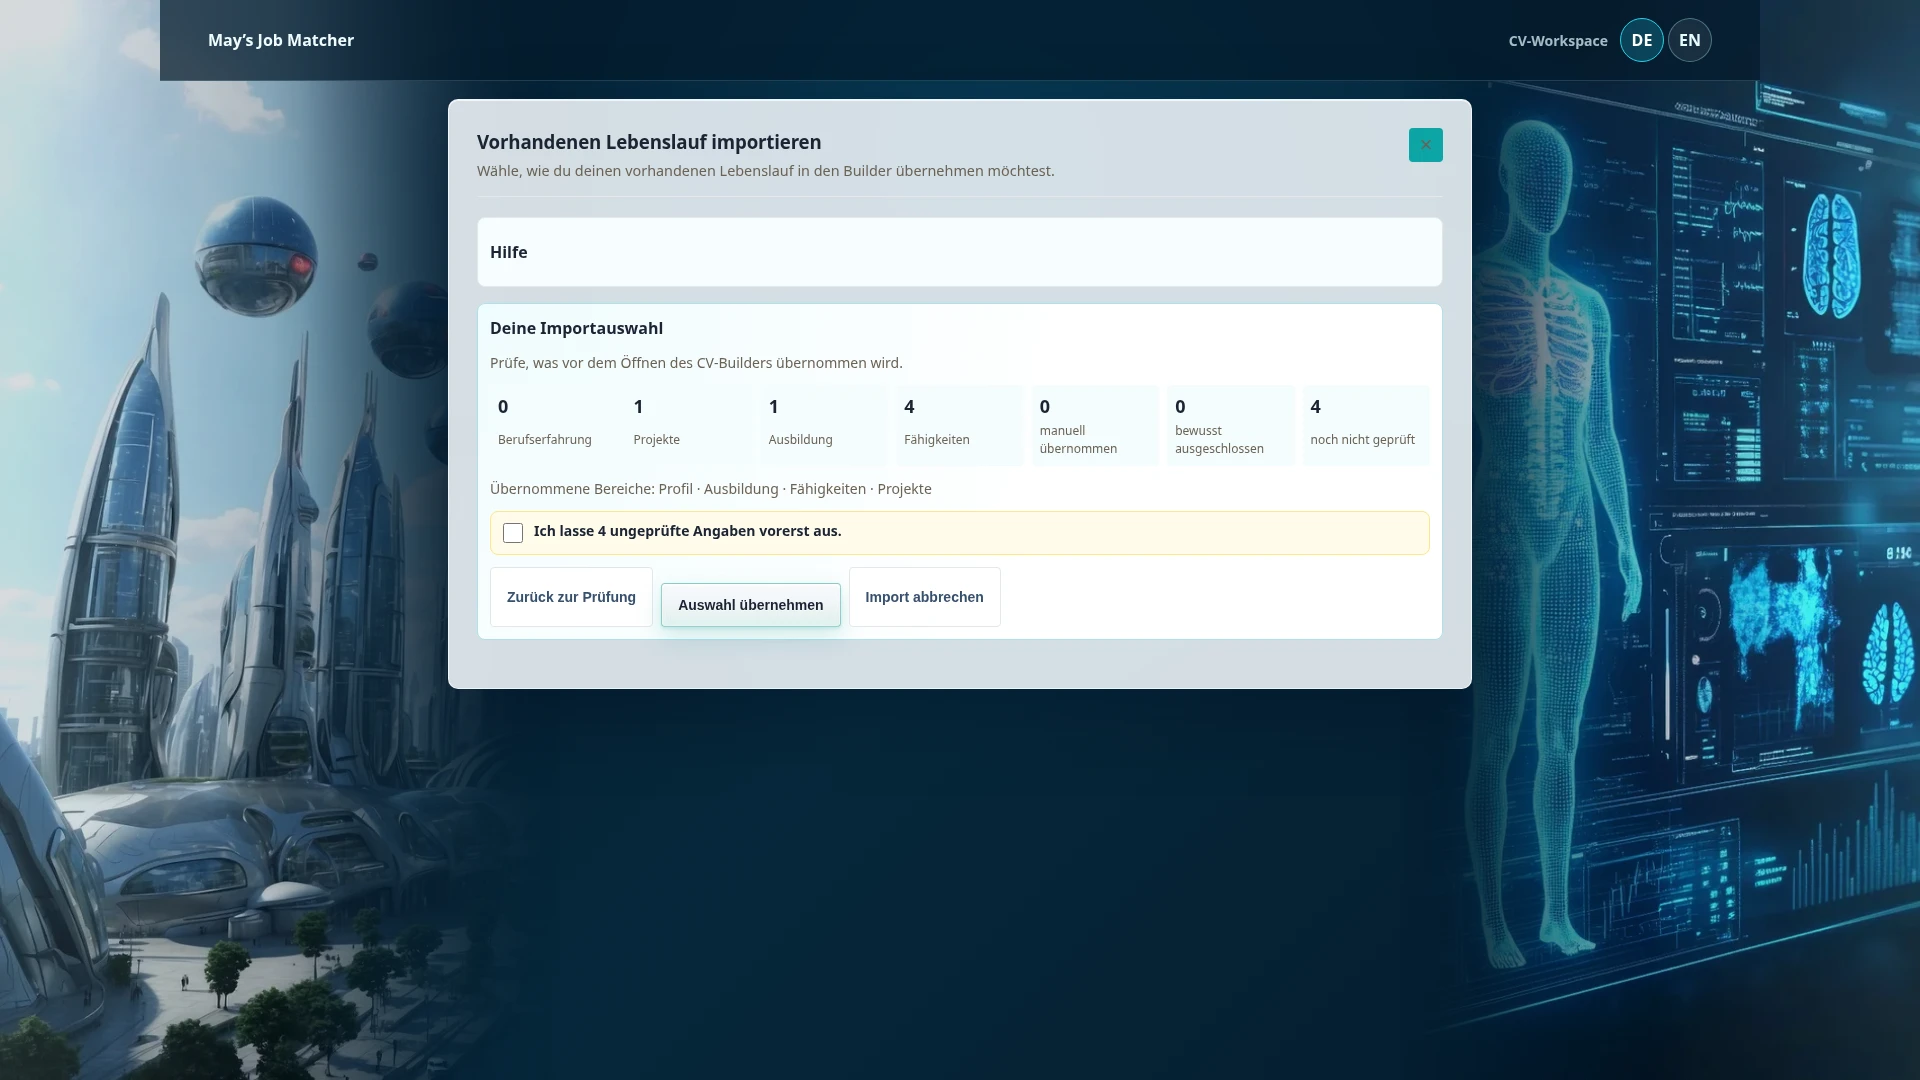 May’s Job Matcher
CV-Workspace
DE
EN
Vorhandenen Lebenslauf importieren
×
Wähle, wie du deinen vorhandenen Lebenslauf in den Builder übernehmen möchtest.
Hilfe
Deine Importauswahl
Prüfe, was vor dem Öffnen des CV-Builders übernommen wird.
0
Berufserfahrung
1
Projekte
1
Ausbildung
4
Fähigkeiten
0
manuell
übernommen
0
bewusst
ausgeschlossen
4
noch nicht geprüft
Übernommene Bereiche: Profil · Ausbildung · Fähigkeiten · Projekte
Ich lasse 4 ungeprüfte Angaben vorerst aus.
Zurück zur Prüfung
Auswahl übernehmen
Import abbrechen